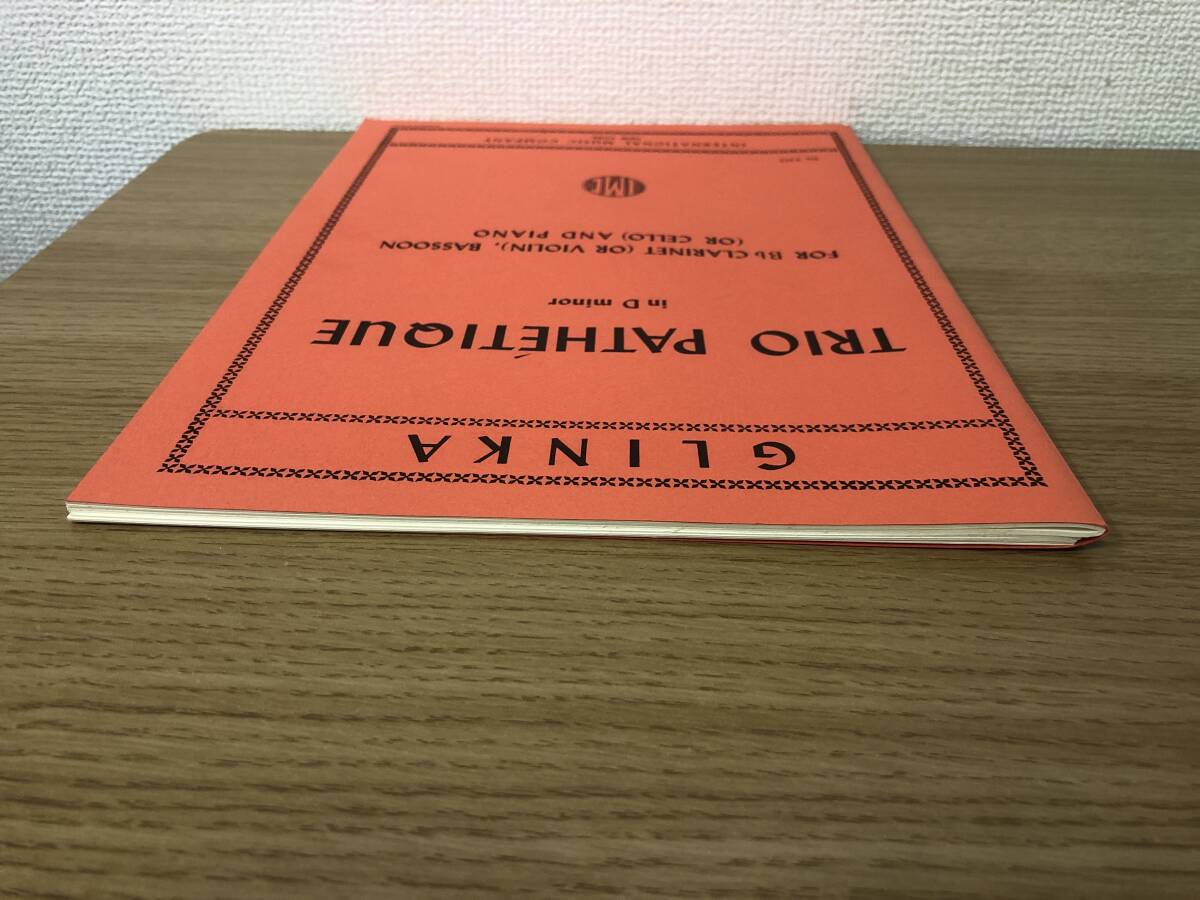 GLINKA
TRIO PATHÉTIQUE
in D minor
FOR B♭ CLARINET (OR VIOLIN), BASSOON
(OR CELLO) AND PIANO
IMC
INTERNATIONAL MUSIC COMPANY